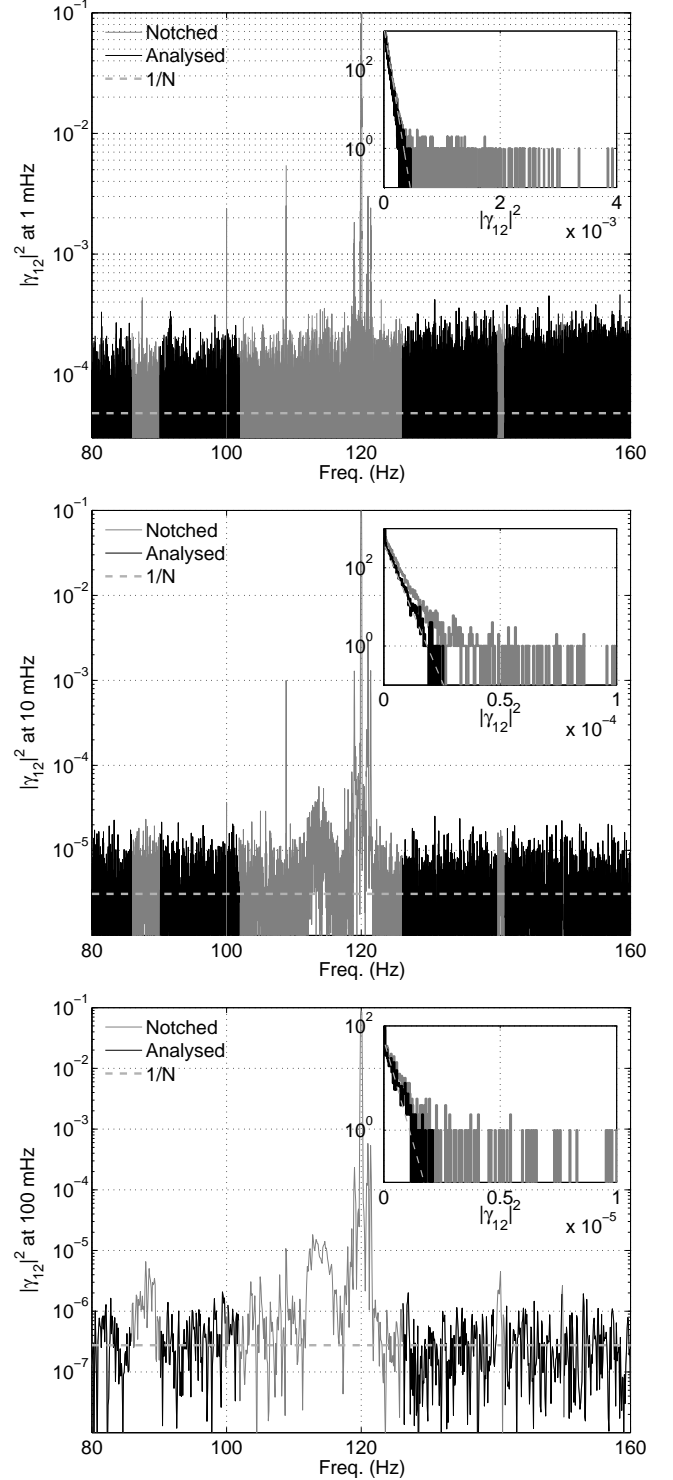 10^-1
Notched
Analysed
1/N
10^2
10^0
0 2 4
|γ12|^2
x 10^-3
10^-2
10^-3
10^-4
|γ12|^2 at 1 mHz
80 100 120 140 160
Freq. (Hz)
10^-1
Notched
Analysed
1/N
10^2
10^0
0 0.5 1
|γ12|^2
x 10^-4
10^-2
10^-3
10^-4
10^-5
|γ12|^2 at 10 mHz
80 100 120 140 160
Freq. (Hz)
10^-1
Notched
Analysed
1/N
10^2
10^0
0 0.5 1
|γ12|^2
x 10^-5
10^-2
10^-3
10^-4
10^-5
10^-6
10^-7
|γ12|^2 at 100 mHz
80 100 120 140 160
Freq. (Hz)